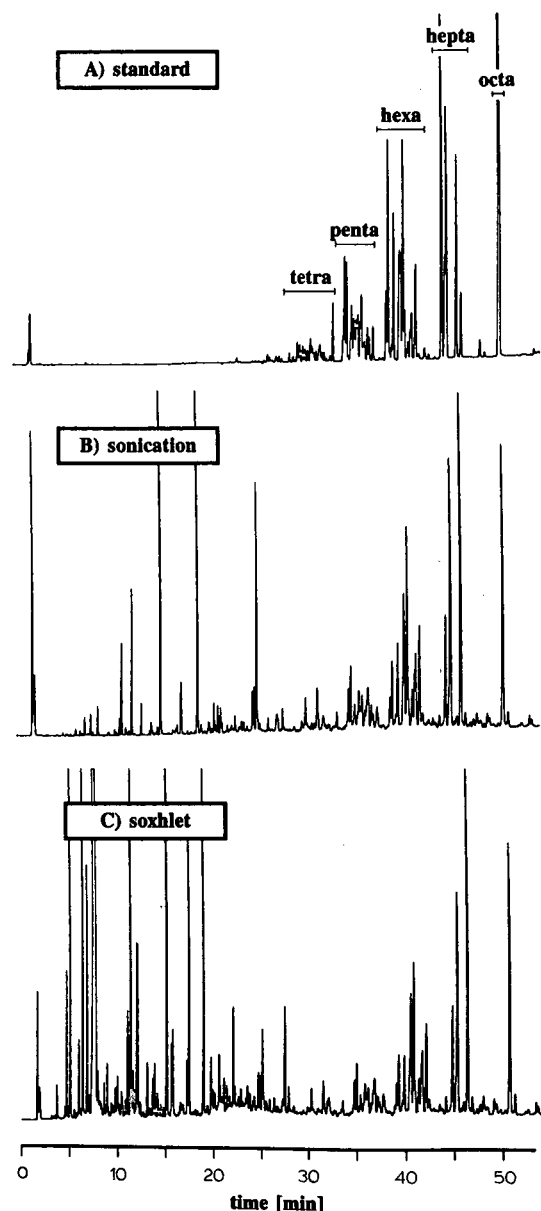 A) standard
hepta
octa
hexa
penta
tetra
B) sonication
C) soxhlet
0 10 20 30 40 50
time [min]